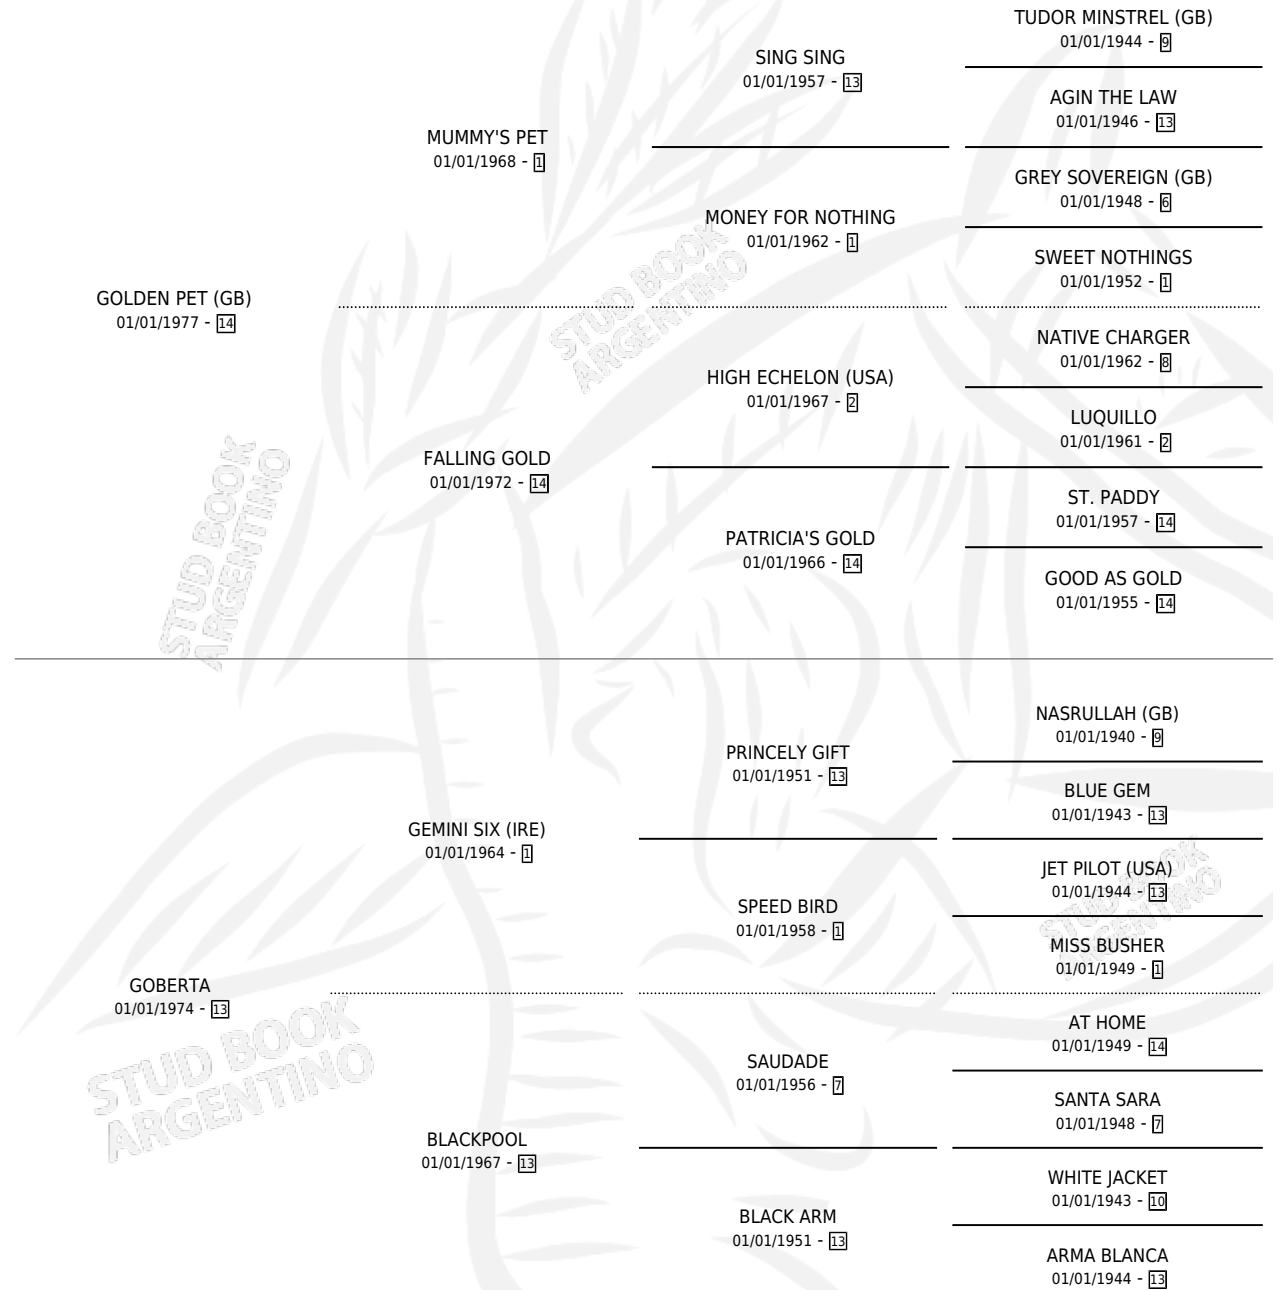 TUDOR MINSTREL (GB)
01/01/1944 - 9
SING SING
01/01/1957 - 13
AGIN THE LAW
01/01/1946 - 13
MUMMY'S PET
01/01/1968 - 1
GREY SOVEREIGN (GB)
01/01/1948 - 6
MONEY FOR NOTHING
01/01/1962 - 1
SWEET NOTHINGS
01/01/1952 - 1
GOLDEN PET (GB)
01/01/1977 - 14
STUD BOOK
ARGENTINO
NATIVE CHARGER
01/01/1962 - 8
HIGH ECHELON (USA)
01/01/1967 - 2
LUQUILLO
01/01/1961 - 2
FALLING GOLD
01/01/1972 - 14
ST. PADDY
01/01/1957 - 14
PATRICIA'S GOLD
01/01/1966 - 14
GOOD AS GOLD
01/01/1955 - 14
STUD BOOK
ARGENTINO
NASRULLAH (GB)
01/01/1940 - 9
PRINCELY GIFT
01/01/1951 - 13
BLUE GEM
01/01/1943 - 13
GEMINI SIX (IRE)
01/01/1964 - 1
JET PILOT (USA)
01/01/1944 - 13
STUD BOOK
ARGENTINO
SPEED BIRD
01/01/1958 - 1
MISS BUSHER
01/01/1949 - 1
GOBERTA
01/01/1974 - 13
AT HOME
01/01/1949 - 14
STUD BOOK
ARGENTINO
SAUDADE
01/01/1956 - 7
SANTA SARA
01/01/1948 - 7
BLACKPOOL
01/01/1967 - 13
WHITE JACKET
01/01/1943 - 10
BLACK ARM
01/01/1951 - 13
ARMA BLANCA
01/01/1944 - 13